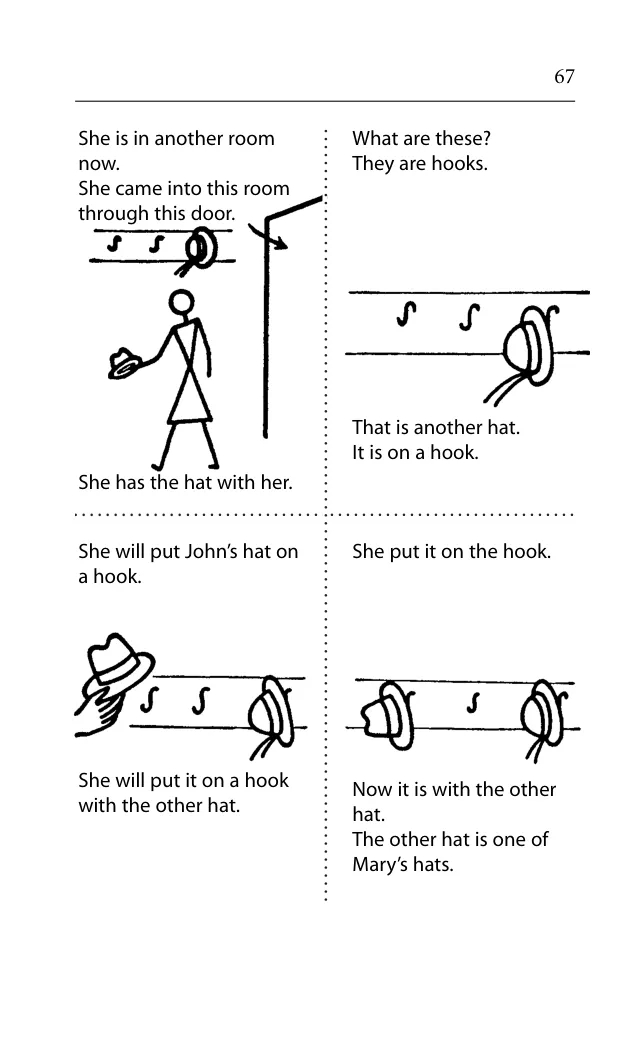 67
She is in another room
now.
She came into this room
through this door.
She has the hat with her.
What are these?
They are hooks.
That is another hat.
It is on a hook.
She will put John’s hat on
a hook.
She will put it on a hook
with the other hat.
She put it on the hook.
Now it is with the other
hat.
The other hat is one of
Mary’s hats.